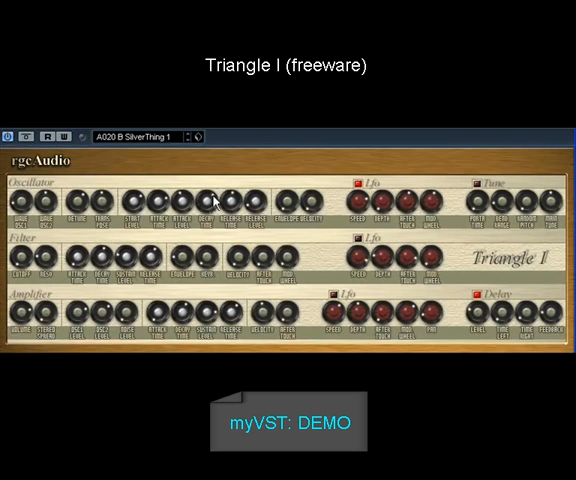 Triangle I (freeware)
R W A020 B SilverThing 1
rgcAudio
Oscillator Lfo Tune
WAVE OSC1 WAVE OSC2 DETUNE TRANS POSE START LEVEL ATTACK TIME ATTACK LEVEL DECAY TIME RELEASE TIME RELEASE LEVEL ENVELOPE VELOCITY SPEED DEPTH AFTER TOUCH MOD WHEEL PORTA TIME BEND RANGE RANDOM PITCH MAIN TUNE
Filter Lfo
CUTOFF RESN ATTACK TIME DECAY TIME SUSTAIN LEVEL RELEASE TIME ENVELOPE VELOCITY AFTER TOUCH MOD WHEEL SPEED DEPTH AFTER TOUCH MOD WHEEL
Triangle I
Amplifier Lfo Delay
VOLUME STEREO SPREAD OSC1 LEVEL OSC2 LEVEL NOISE LEVEL ATTACK TIME DECAY TIME SUSTAIN LEVEL RELEASE TIME VELOCITY AFTER TOUCH SPEED DEPTH AFTER TOUCH MOD WHEEL PAN LEVEL TIME LEFT TIME RIGHT FEEDBACK
myVST: DEMO